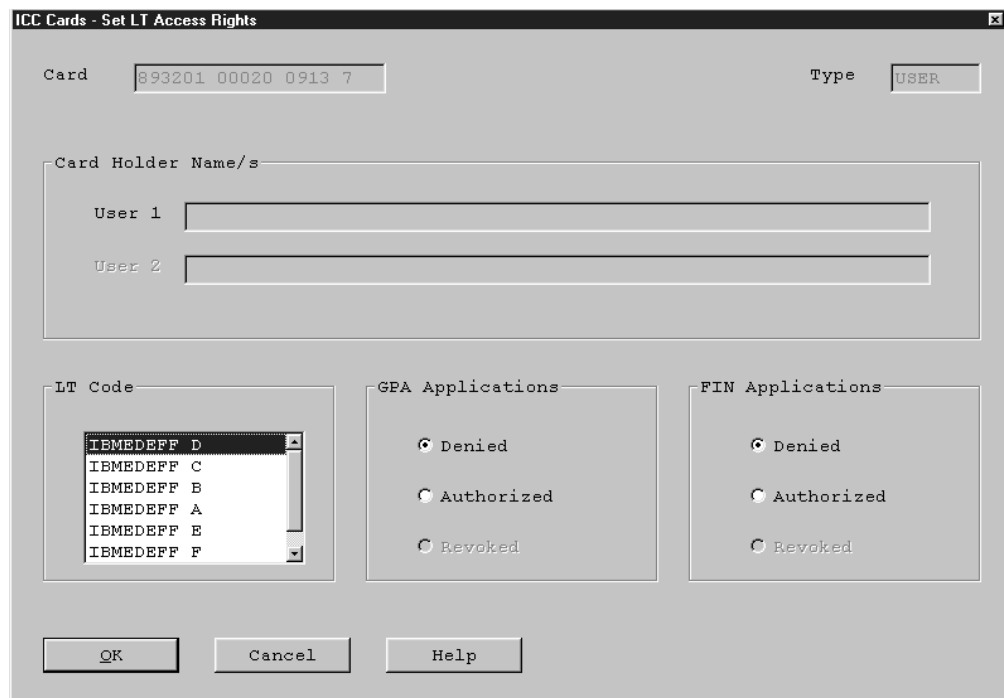 ICC Cards - Set LT Access Rights
Card 893201 00020 0913 7 Type USER
Card Holder Name/s
User 1
User 2
LT Code GPA Applications FIN Applications
IBMEDEFF D Denied Denied
IBMEDEFF C
IBMEDEFF B
IBMEDEFF A Authorized Authorized
IBMEDEFF E
IBMEDEFF F Revoked Revoked
OK Cancel Help